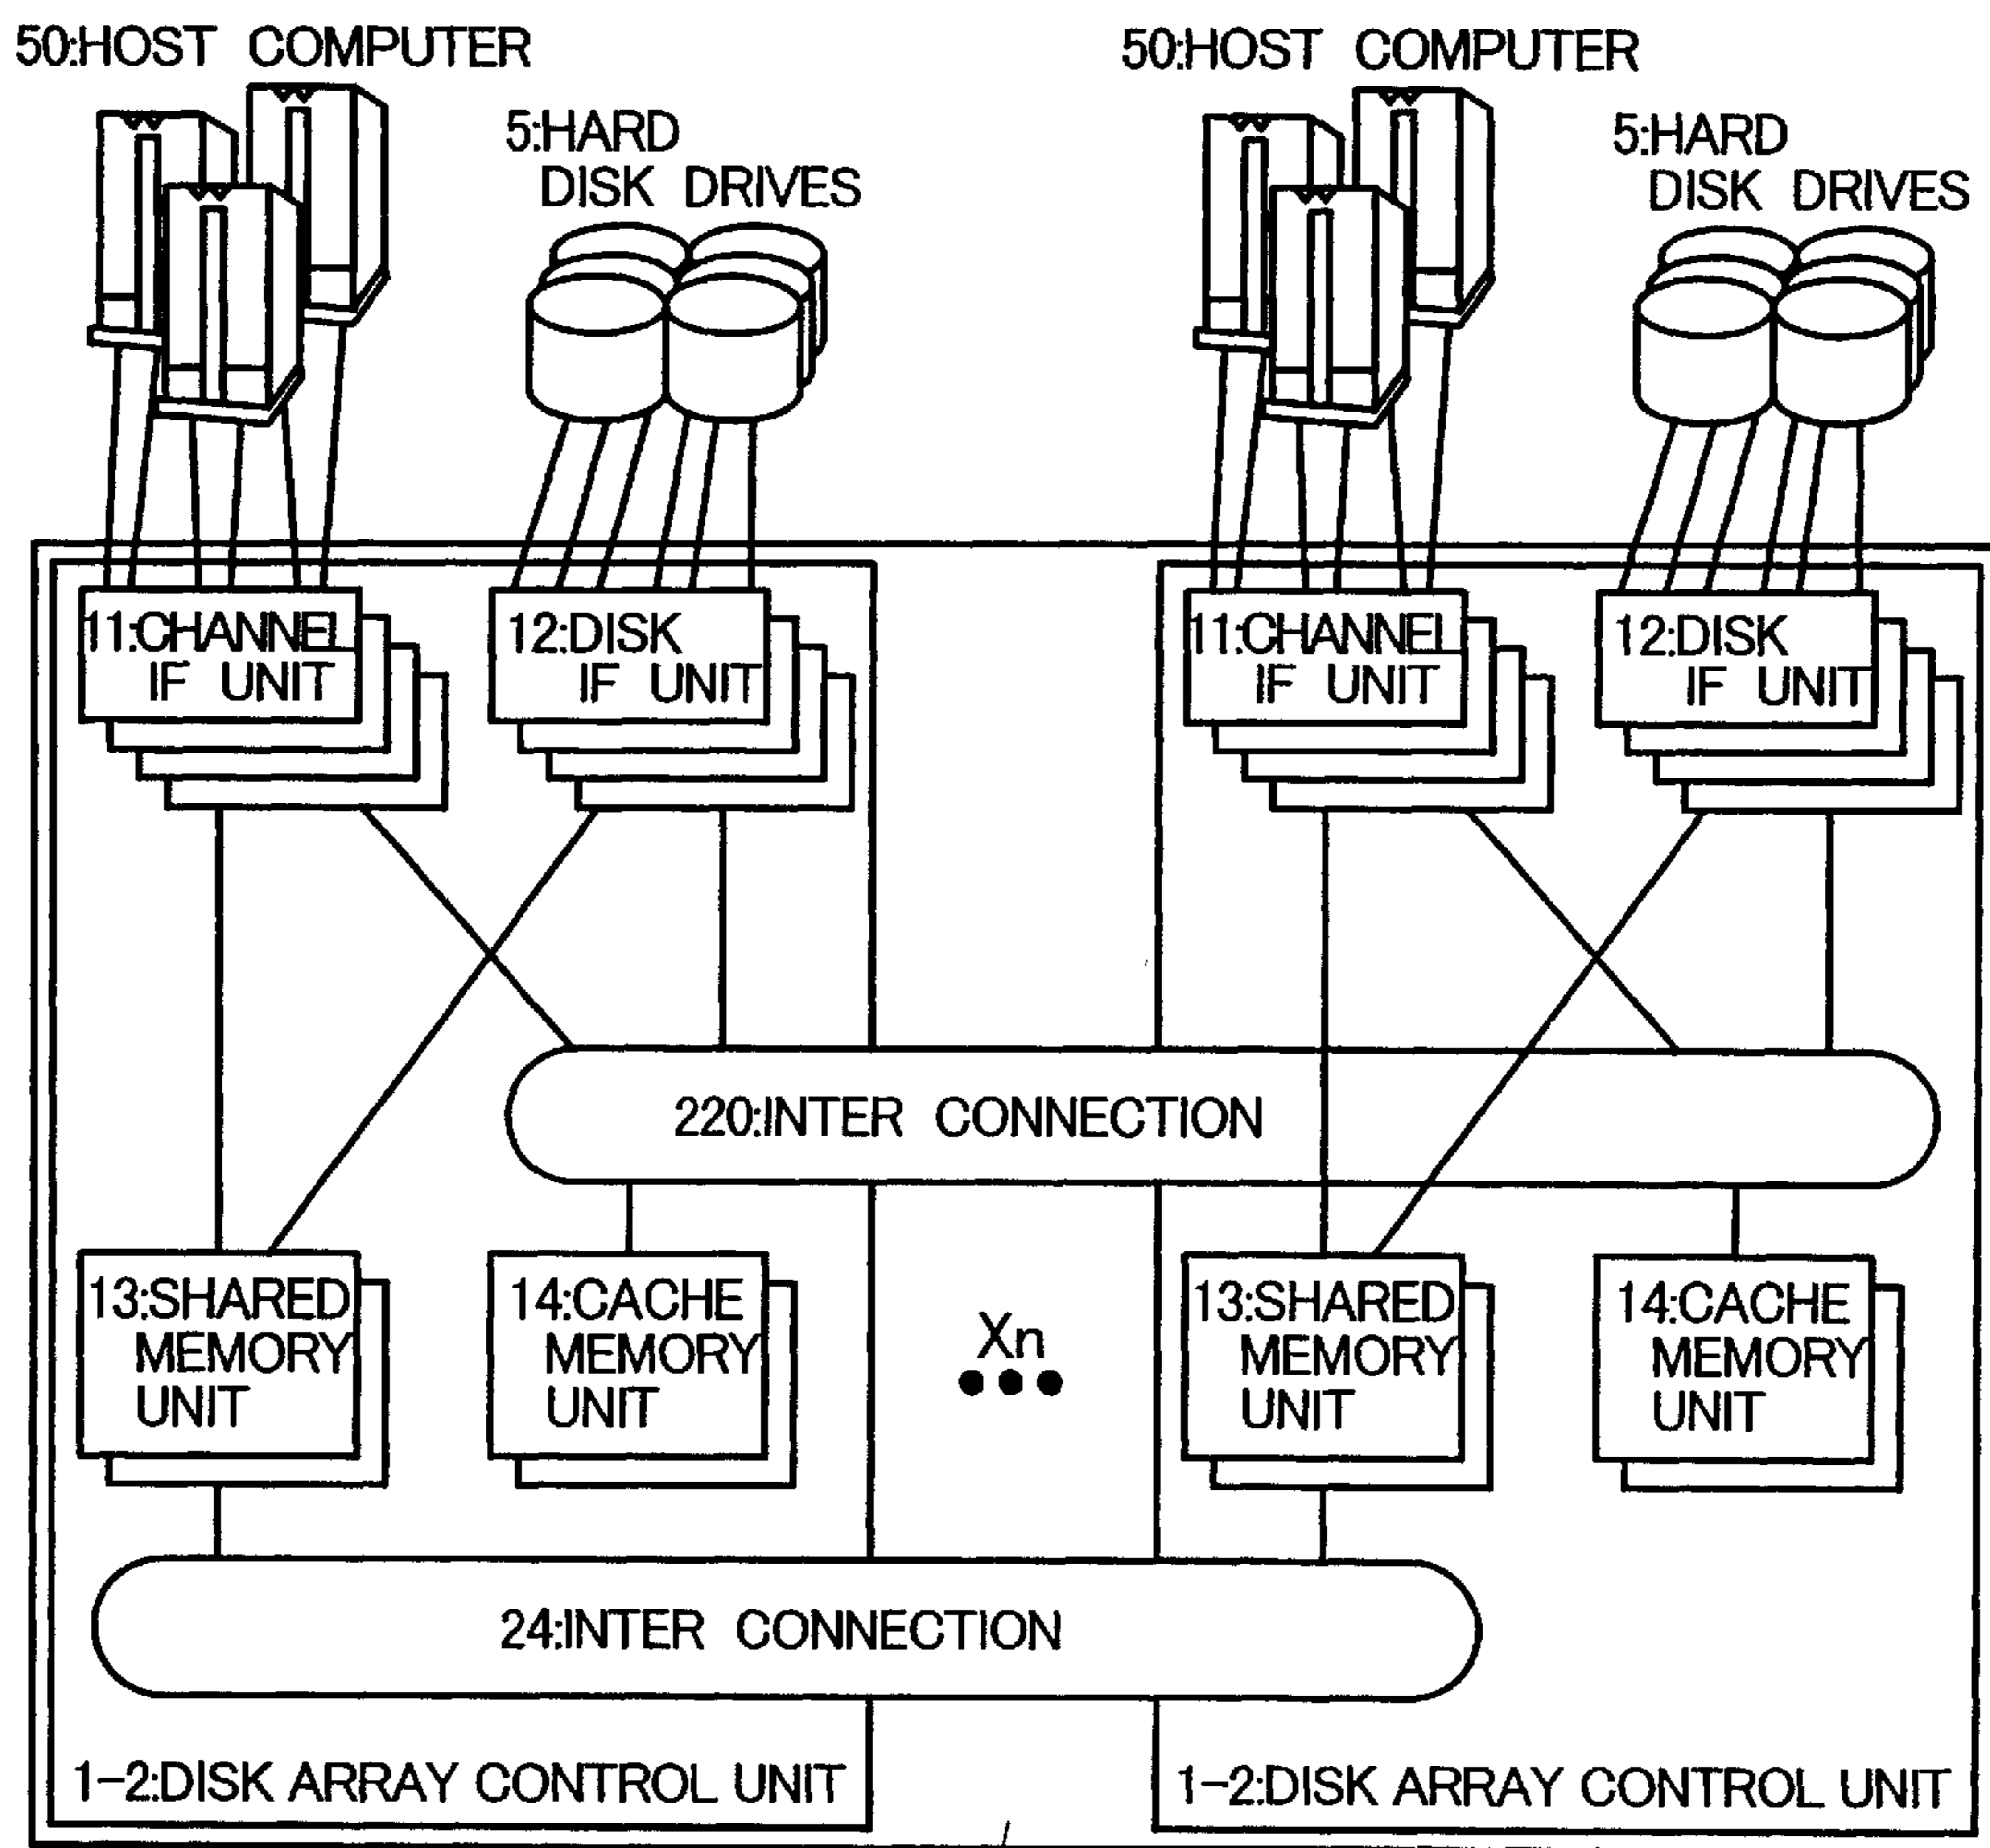 50:HOST COMPUTER
50:HOST COMPUTER
5:HARD
DISK DRIVES
5:HARD
DISK DRIVES
11:CHANNEL
IF UNIT
12:DISK
IF UNIT
11:CHANNEL
IF UNIT
12:DISK
IF UNIT
220:INTER CONNECTION
13:SHARED
MEMORY
UNIT
14:CACHE
MEMORY
UNIT
Xn
●●●
13:SHARED
MEMORY
UNIT
14:CACHE
MEMORY
UNIT
24:INTER CONNECTION
1-2:DISK ARRAY CONTROL UNIT
1-2:DISK ARRAY CONTROL UNIT